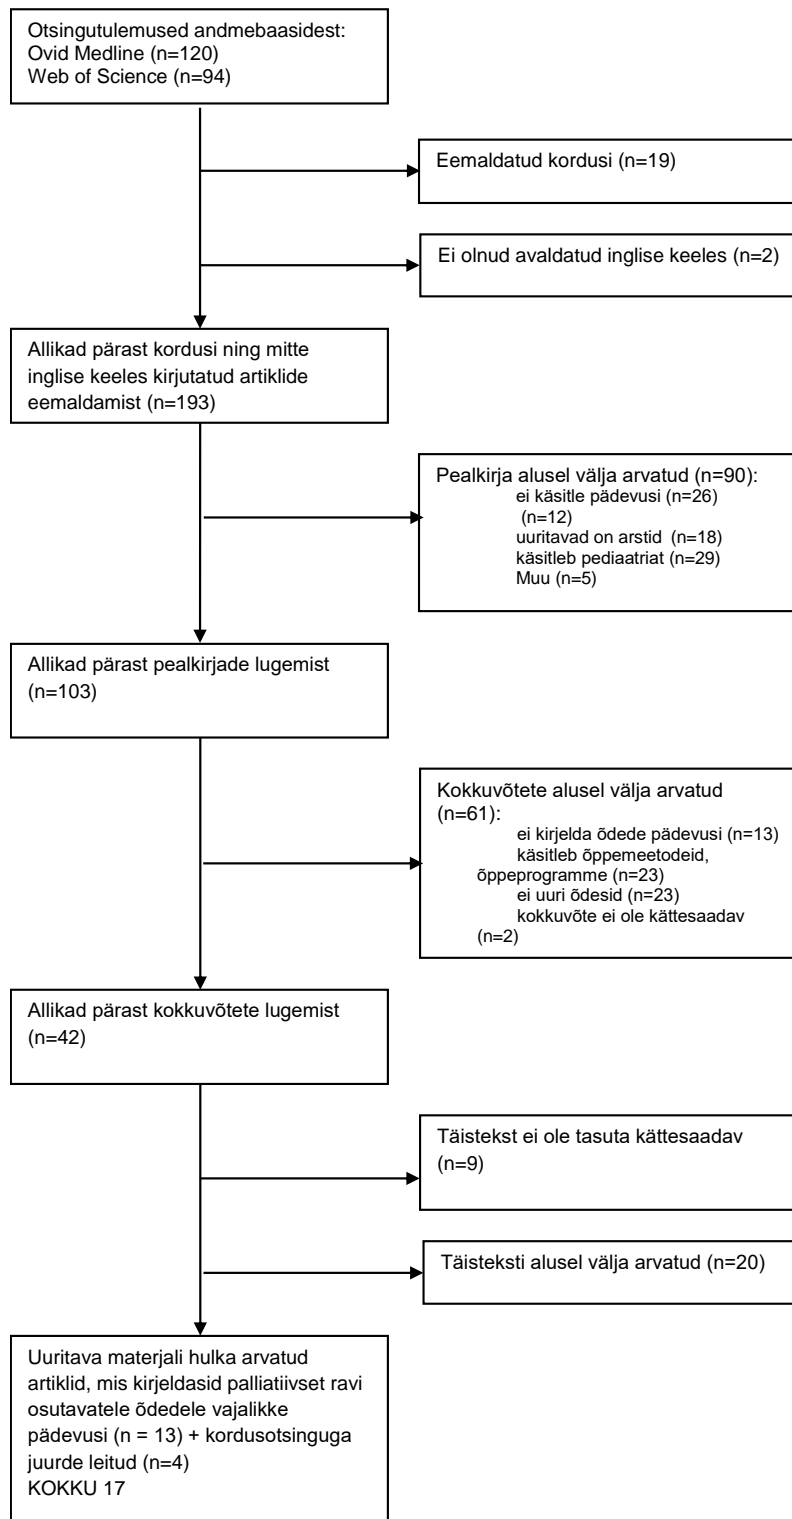 Otsingutulemused andmebaasidest:
Ovid Medline (n=120)
Web of Science (n=94)
Eemaldatud kordusi (n=19)
Ei olnud avaldatud inglise keeles (n=2)
Allikad pärast kordusi ning mitte
inglise keeles kirjutatud artiklide
eemaldamist (n=193)
Pealkirja alusel välja arvatud (n=90):
ei käsitle pädevusi (n=26)
(n=12)
uuritavad on arstid (n=18)
käsitleb pediaatriat (n=29)
Muu (n=5)
Allikad pärast pealkirjade lugemist
(n=103)
Kokkuvõtete alusel välja arvatud
(n=61):
ei kirjelda õdede pädevusi (n=13)
käsitleb õppemeetodeid,
õppeprogramme (n=23)
ei uuri õdesid (n=23)
kokkuvõte ei ole kättesaadav
(n=2)
Allikad pärast kokkuvõtete lugemist
(n=42)
Täistekst ei ole tasuta kättesaadav
(n=9)
Täisteksti alusel välja arvatud (n=20)
Uuritava materjali hulka arvatud
artiklid, mis kirjeldasid palliatiivset ravi
osutavatele õdedele vajalikke
pädevusi (n = 13) + kordusotsinguga
juurde leitud (n=4)
KOKKU 17